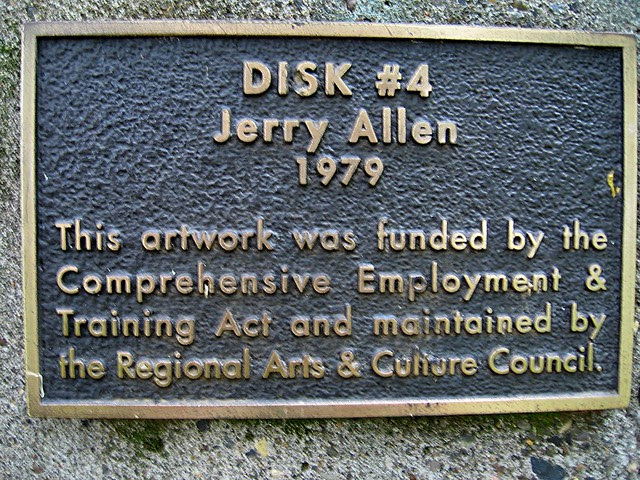 DISK #4
Jerry Allen
1979
This artwork was funded by the
Comprehensive Employment &
Training Act and maintained by
the Regional Arts & Culture Council.